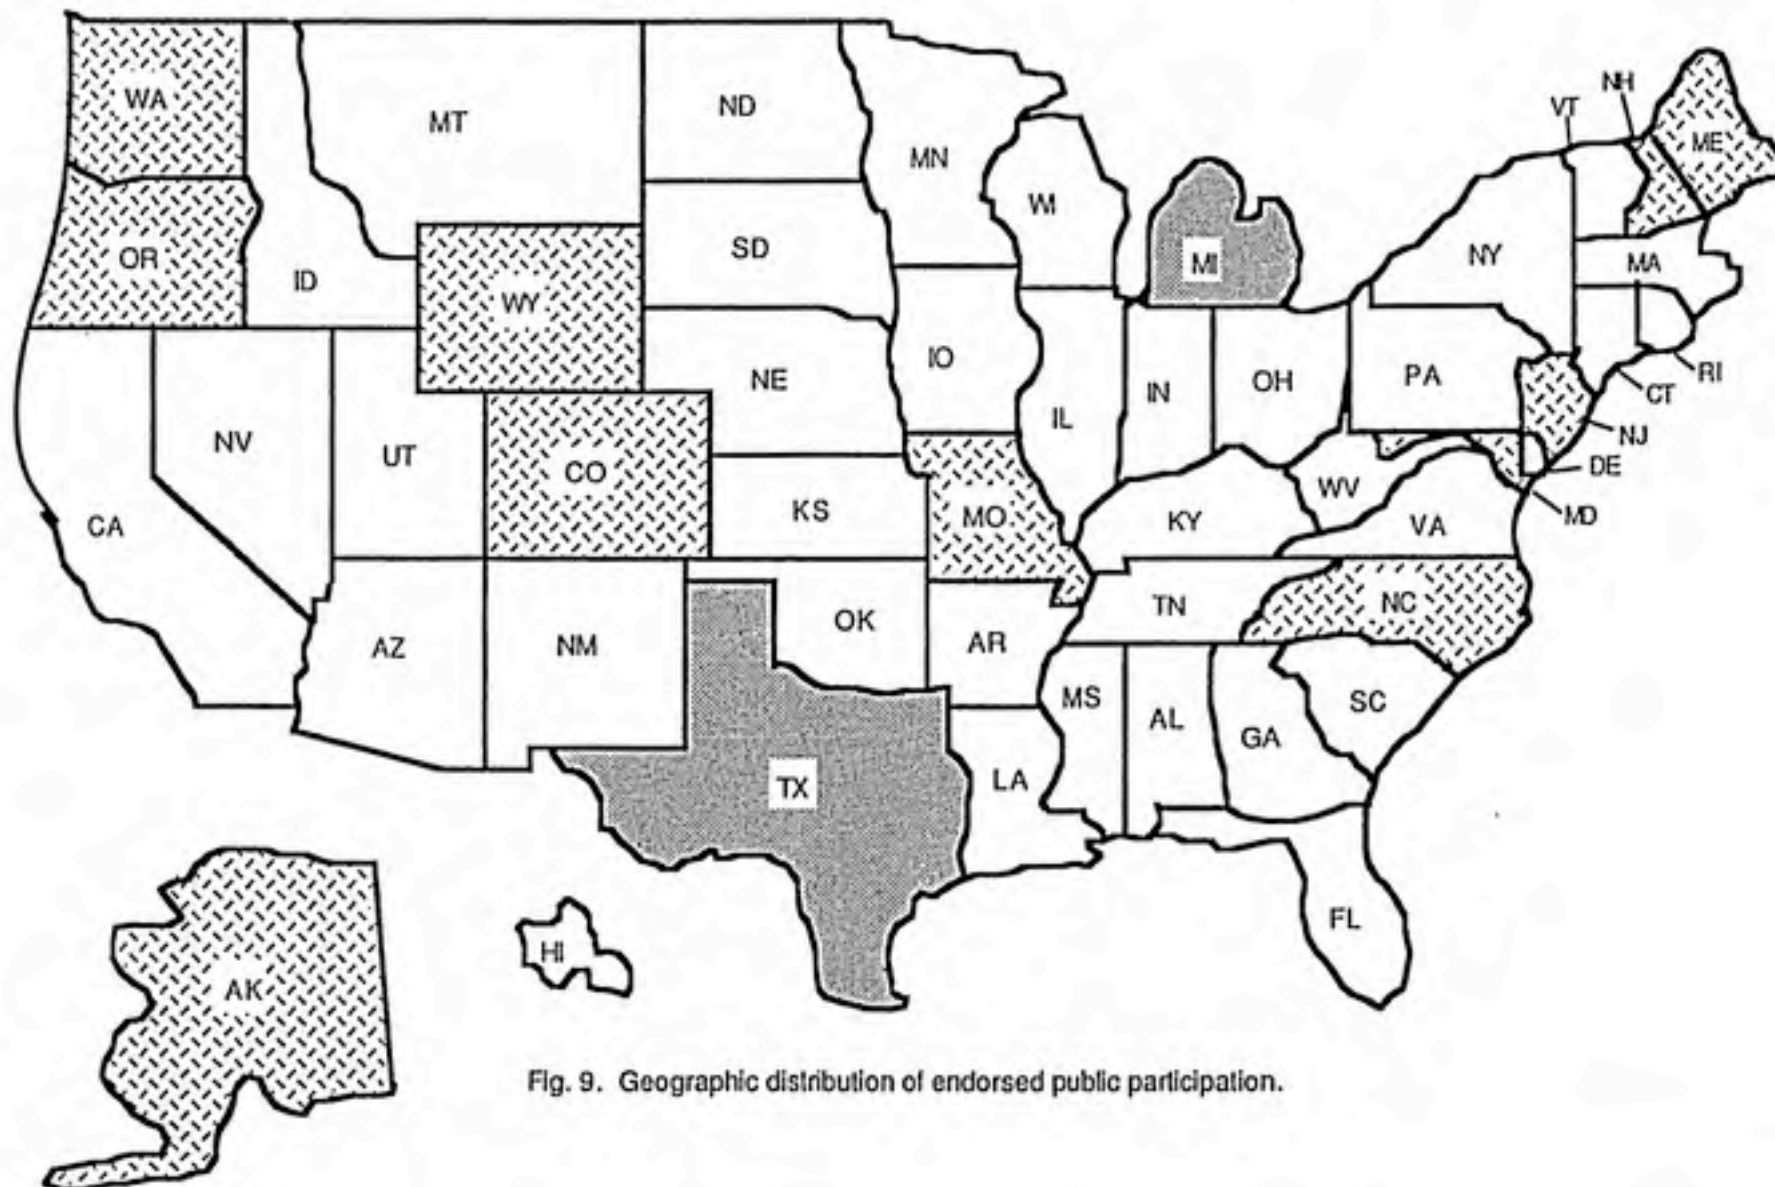 WA
MT
ND
MN
WI
MI
VT
NH
ME
OR
ID
WY
SD
NY
MA
NV
UT
CO
NE
IO
IL
IN
OH
PA
RI
CT
NJ
DE
MD
CA
KS
MO
KY
WV
VA
AZ
NM
OK
AR
TN
NC
TX
LA
MS
AL
GA
SC
FL
AK
HI
Fig. 9. Geographic distribution of endorsed public participation.